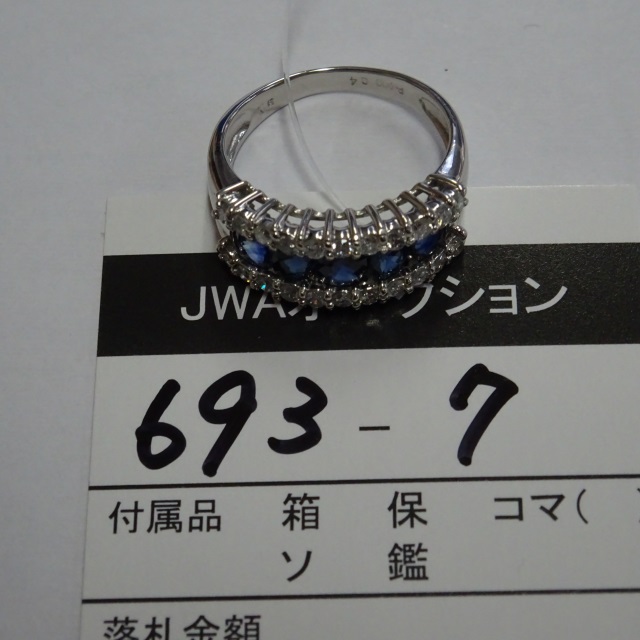 JWAオ クション
693-7
付属品 箱 保 コマ(
ソ 鑑
落札金額